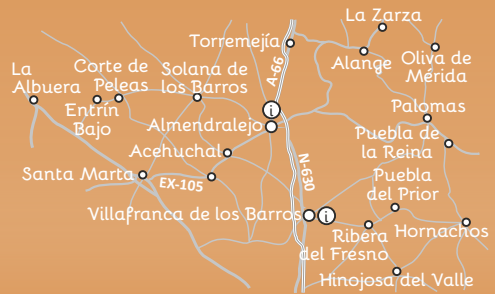 La Zarza
Torremejía
A-66
Alange
Oliva de
Mérida
La
Albuera
Corte de
Peleas
Solana de
los Barros
Entrín
Bajo
i
Almendralejo
Palomas
Acehuchal
Puebla de
la Reina
Santa Marta
EX-105
N-630
Puebla
del Prior
Villafranca de los Barros
i
Ribera
del Fresno
Hornachos
Hinojosa del Valle